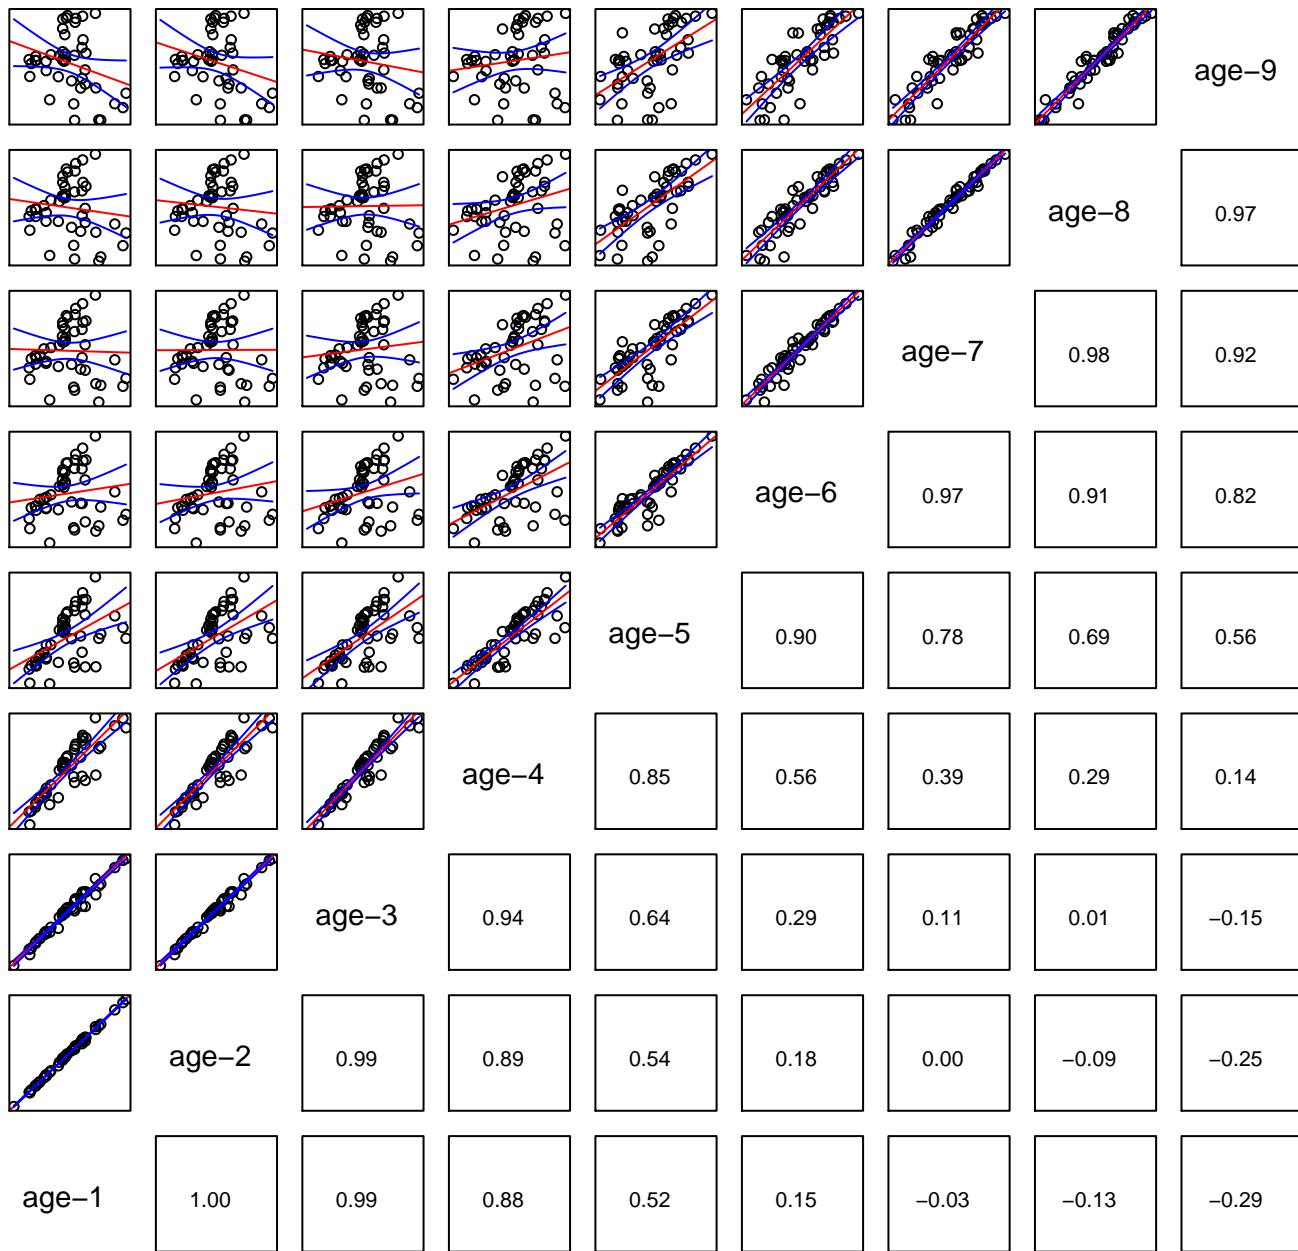 age−9
age−8 0.97
age−7 0.98 0.92
age−6 0.97 0.91 0.82
age−5 0.90 0.78 0.69 0.56
age−4 0.85 0.56 0.39 0.29 0.14
age−3 0.94 0.64 0.29 0.11 0.01 −0.15
age−2 0.99 0.89 0.54 0.18 0.00 −0.09 −0.25
age−1 1.00 0.99 0.88 0.52 0.15 −0.03 −0.13 −0.29